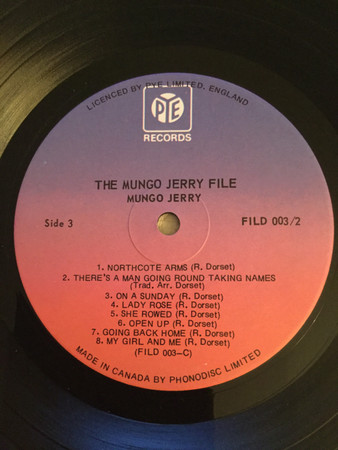 LICENCED BY PYE LIMITED, ENGLAND
PYE
RECORDS
THE MUNGO JERRY FILE
MUNGO JERRY
Side 3 FILD 003/2
1. NORTHCOTE ARMS (R. Dorset)
2. THERE'S A MAN GOING ROUND TAKING NAMES
(Trad. Arr. Dorset)
3. ON A SUNDAY (R. Dorset)
4. LADY ROSE (R. Dorset)
5. SHE ROWED (R. Dorset)
6. OPEN UP (R. Dorset)
7. GOING BACK HOME (R. Dorset)
8. MY GIRL AND ME (R. Dorset)
(FILD 003-C)
MADE IN CANADA BY PHONODISC LIMITED